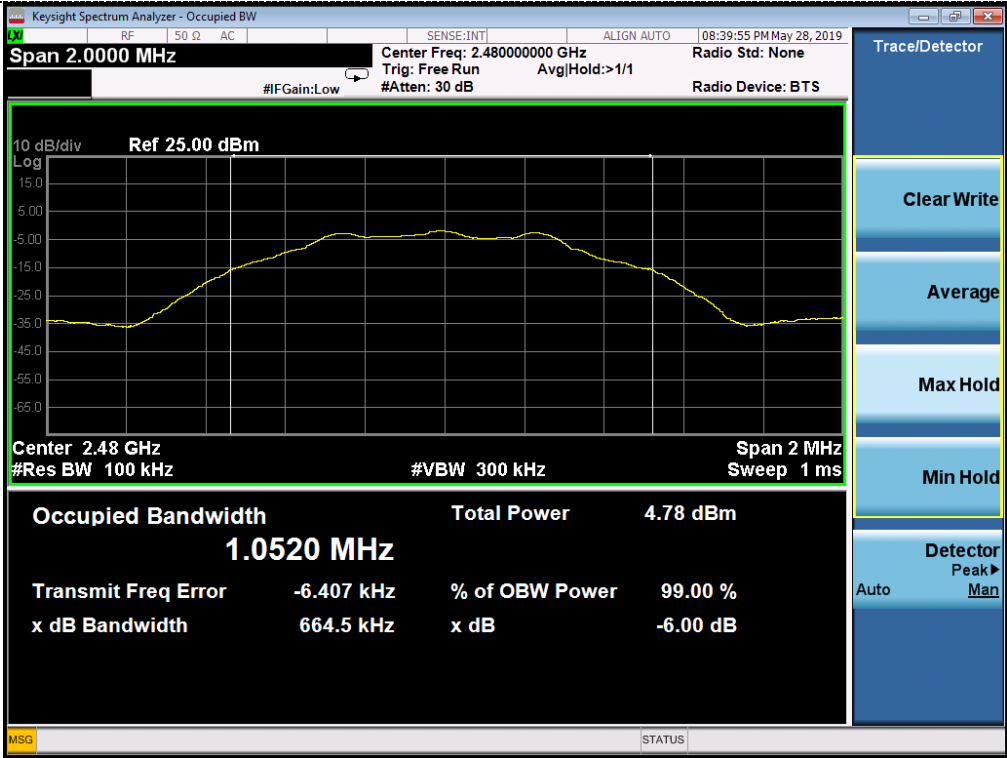 Keysight Spectrum Analyzer - Occupied BW
LXI RF 50 Ω AC SENSE:INT ALIGN AUTO 08:39:55 PM May 28, 2019
Span 2.0000 MHz
Center Freq: 2.480000000 GHz
Radio Std: None
Trig: Free Run Avg|Hold:>1/1
#IFGain:Low
#Atten: 30 dB
Radio Device: BTS
Trace/Detector
10 dB/div Ref 25.00 dBm
Log
15.0
5.00
-5.00
-15.0
-25.0
-35.0
-45.0
-55.0
-65.0
Center 2.48 GHz Span 2 MHz
#Res BW 100 kHz #VBW 300 kHz Sweep 1 ms
Clear Write
Average
Max Hold
Min Hold
Detector
Peak▶
Auto Man
Occupied Bandwidth Total Power 4.78 dBm
1.0520 MHz
Transmit Freq Error -6.407 kHz % of OBW Power 99.00 %
x dB Bandwidth 664.5 kHz x dB -6.00 dB
MSG STATUS